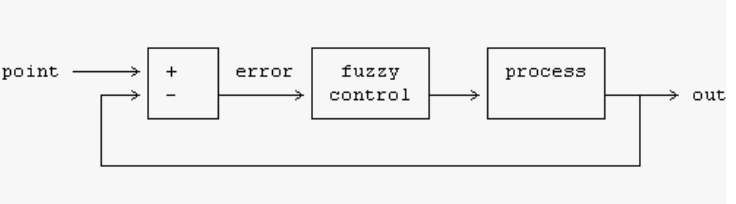 point
+
-
error
fuzzy
control
process
out